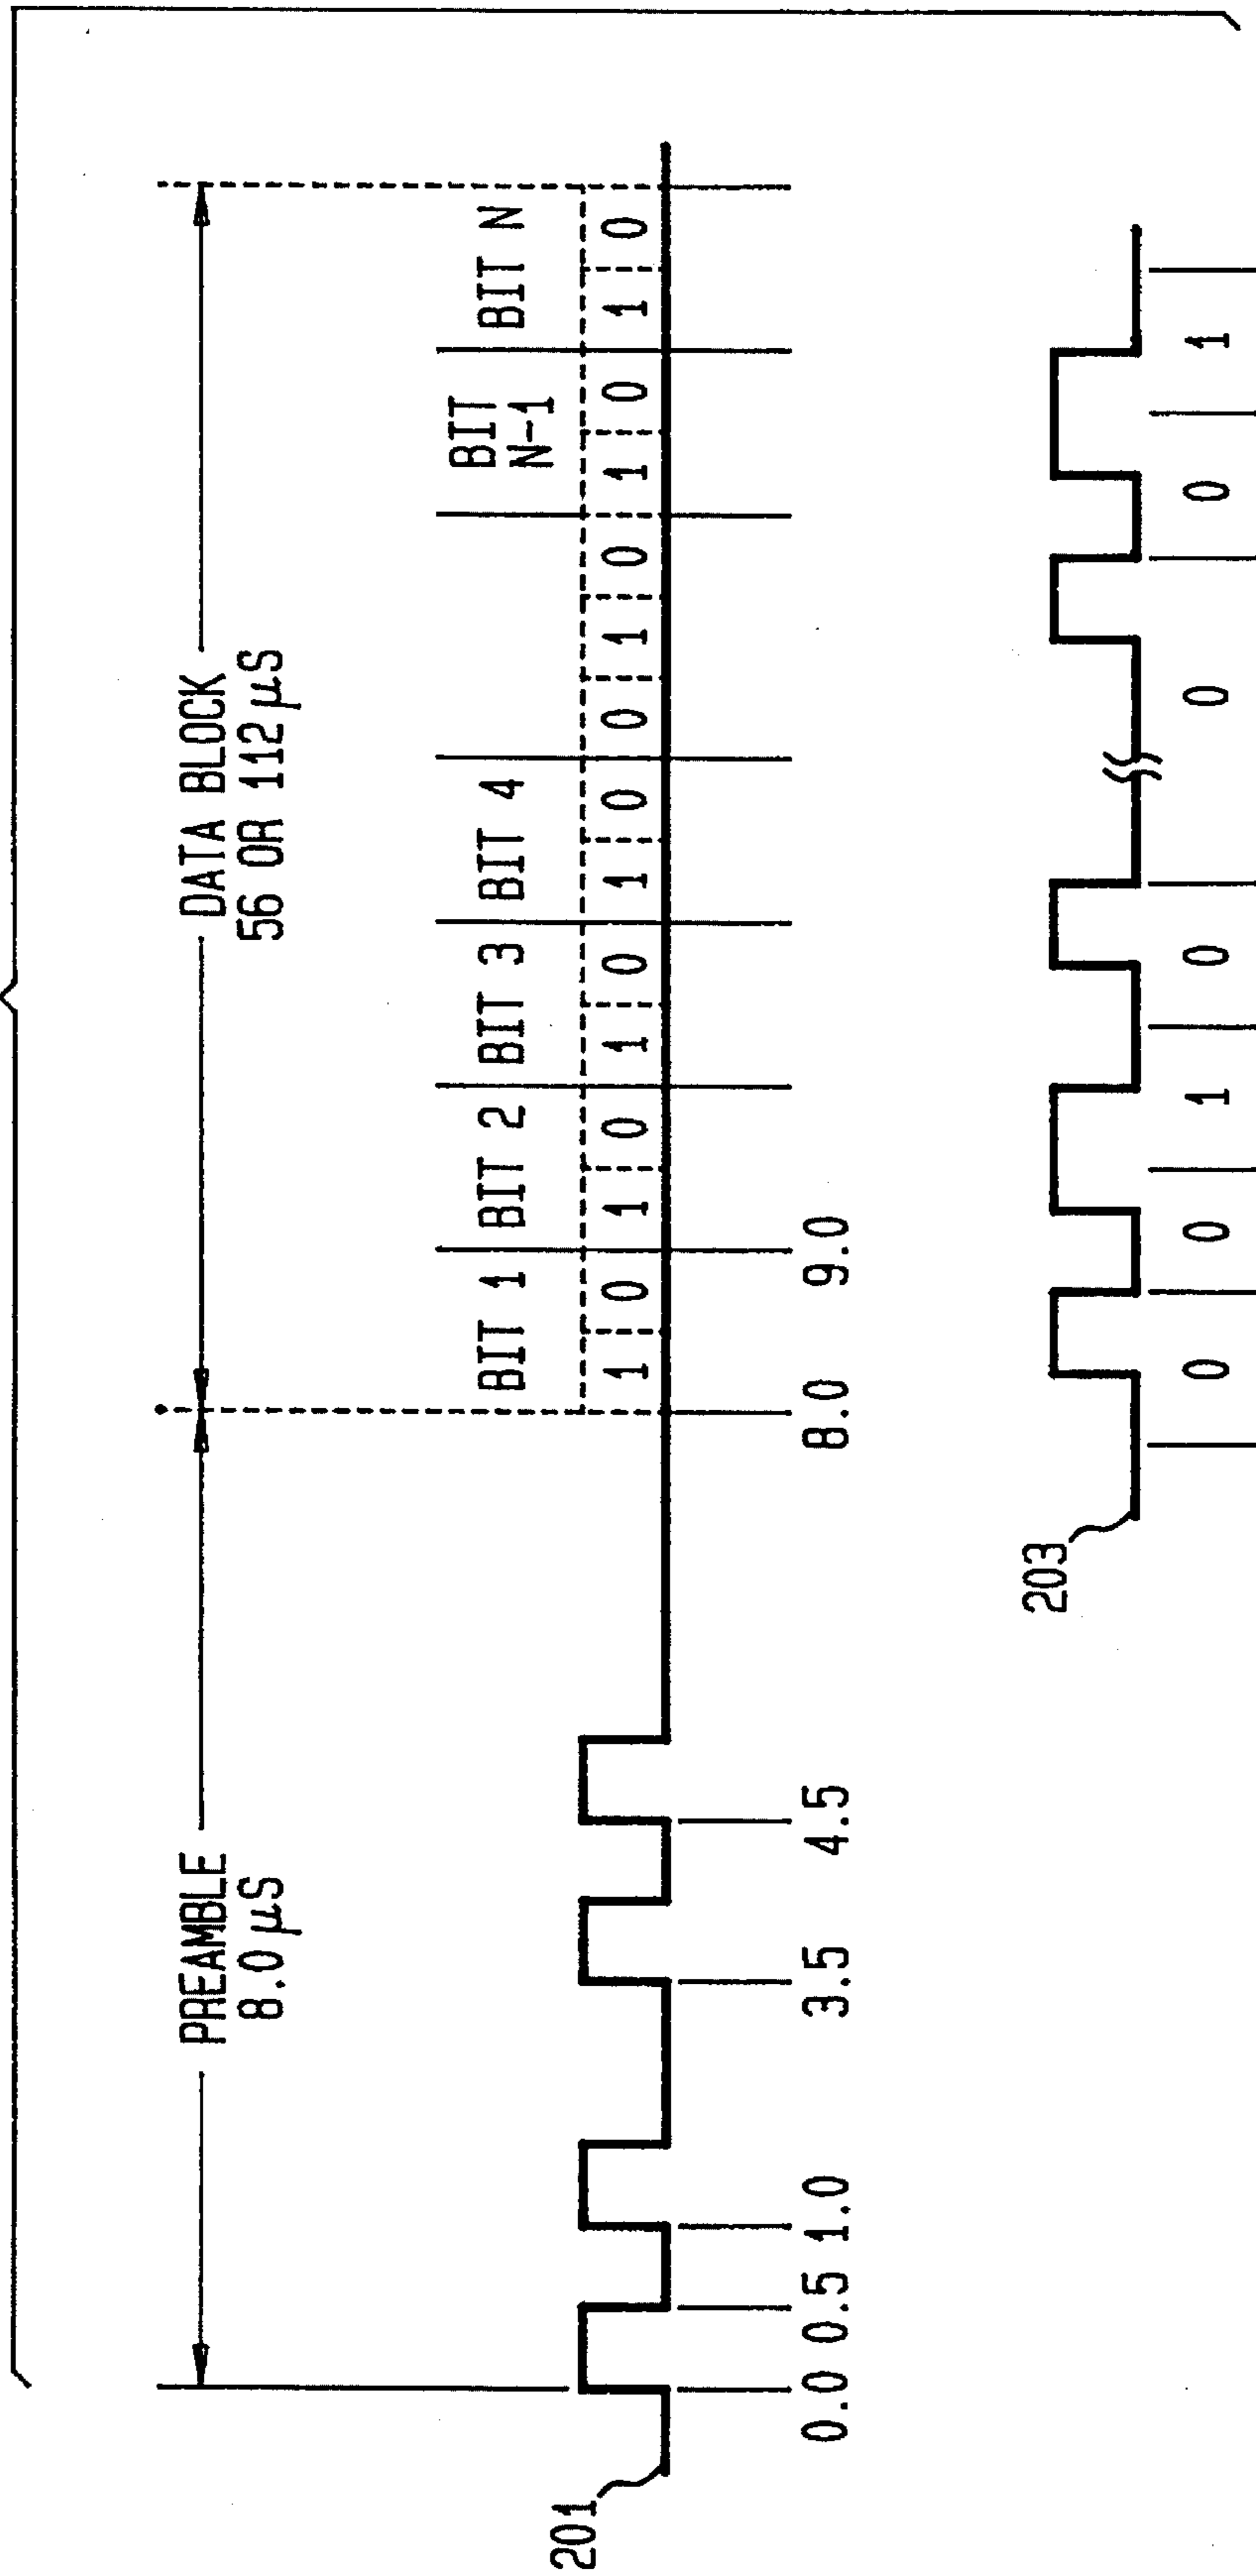 PREAMBLE
8.0 µS
DATA BLOCK
56 OR 112 µS
BIT 1 BIT 2 BIT 3 BIT 4 BIT N-1 BIT N
201
1 0 1 0 1 0 1 0 0 1 0 1 0 1 0
0.0 0.5 1.0 3.5 4.5 8.0 9.0
203
0 0 1 0 0 0 1